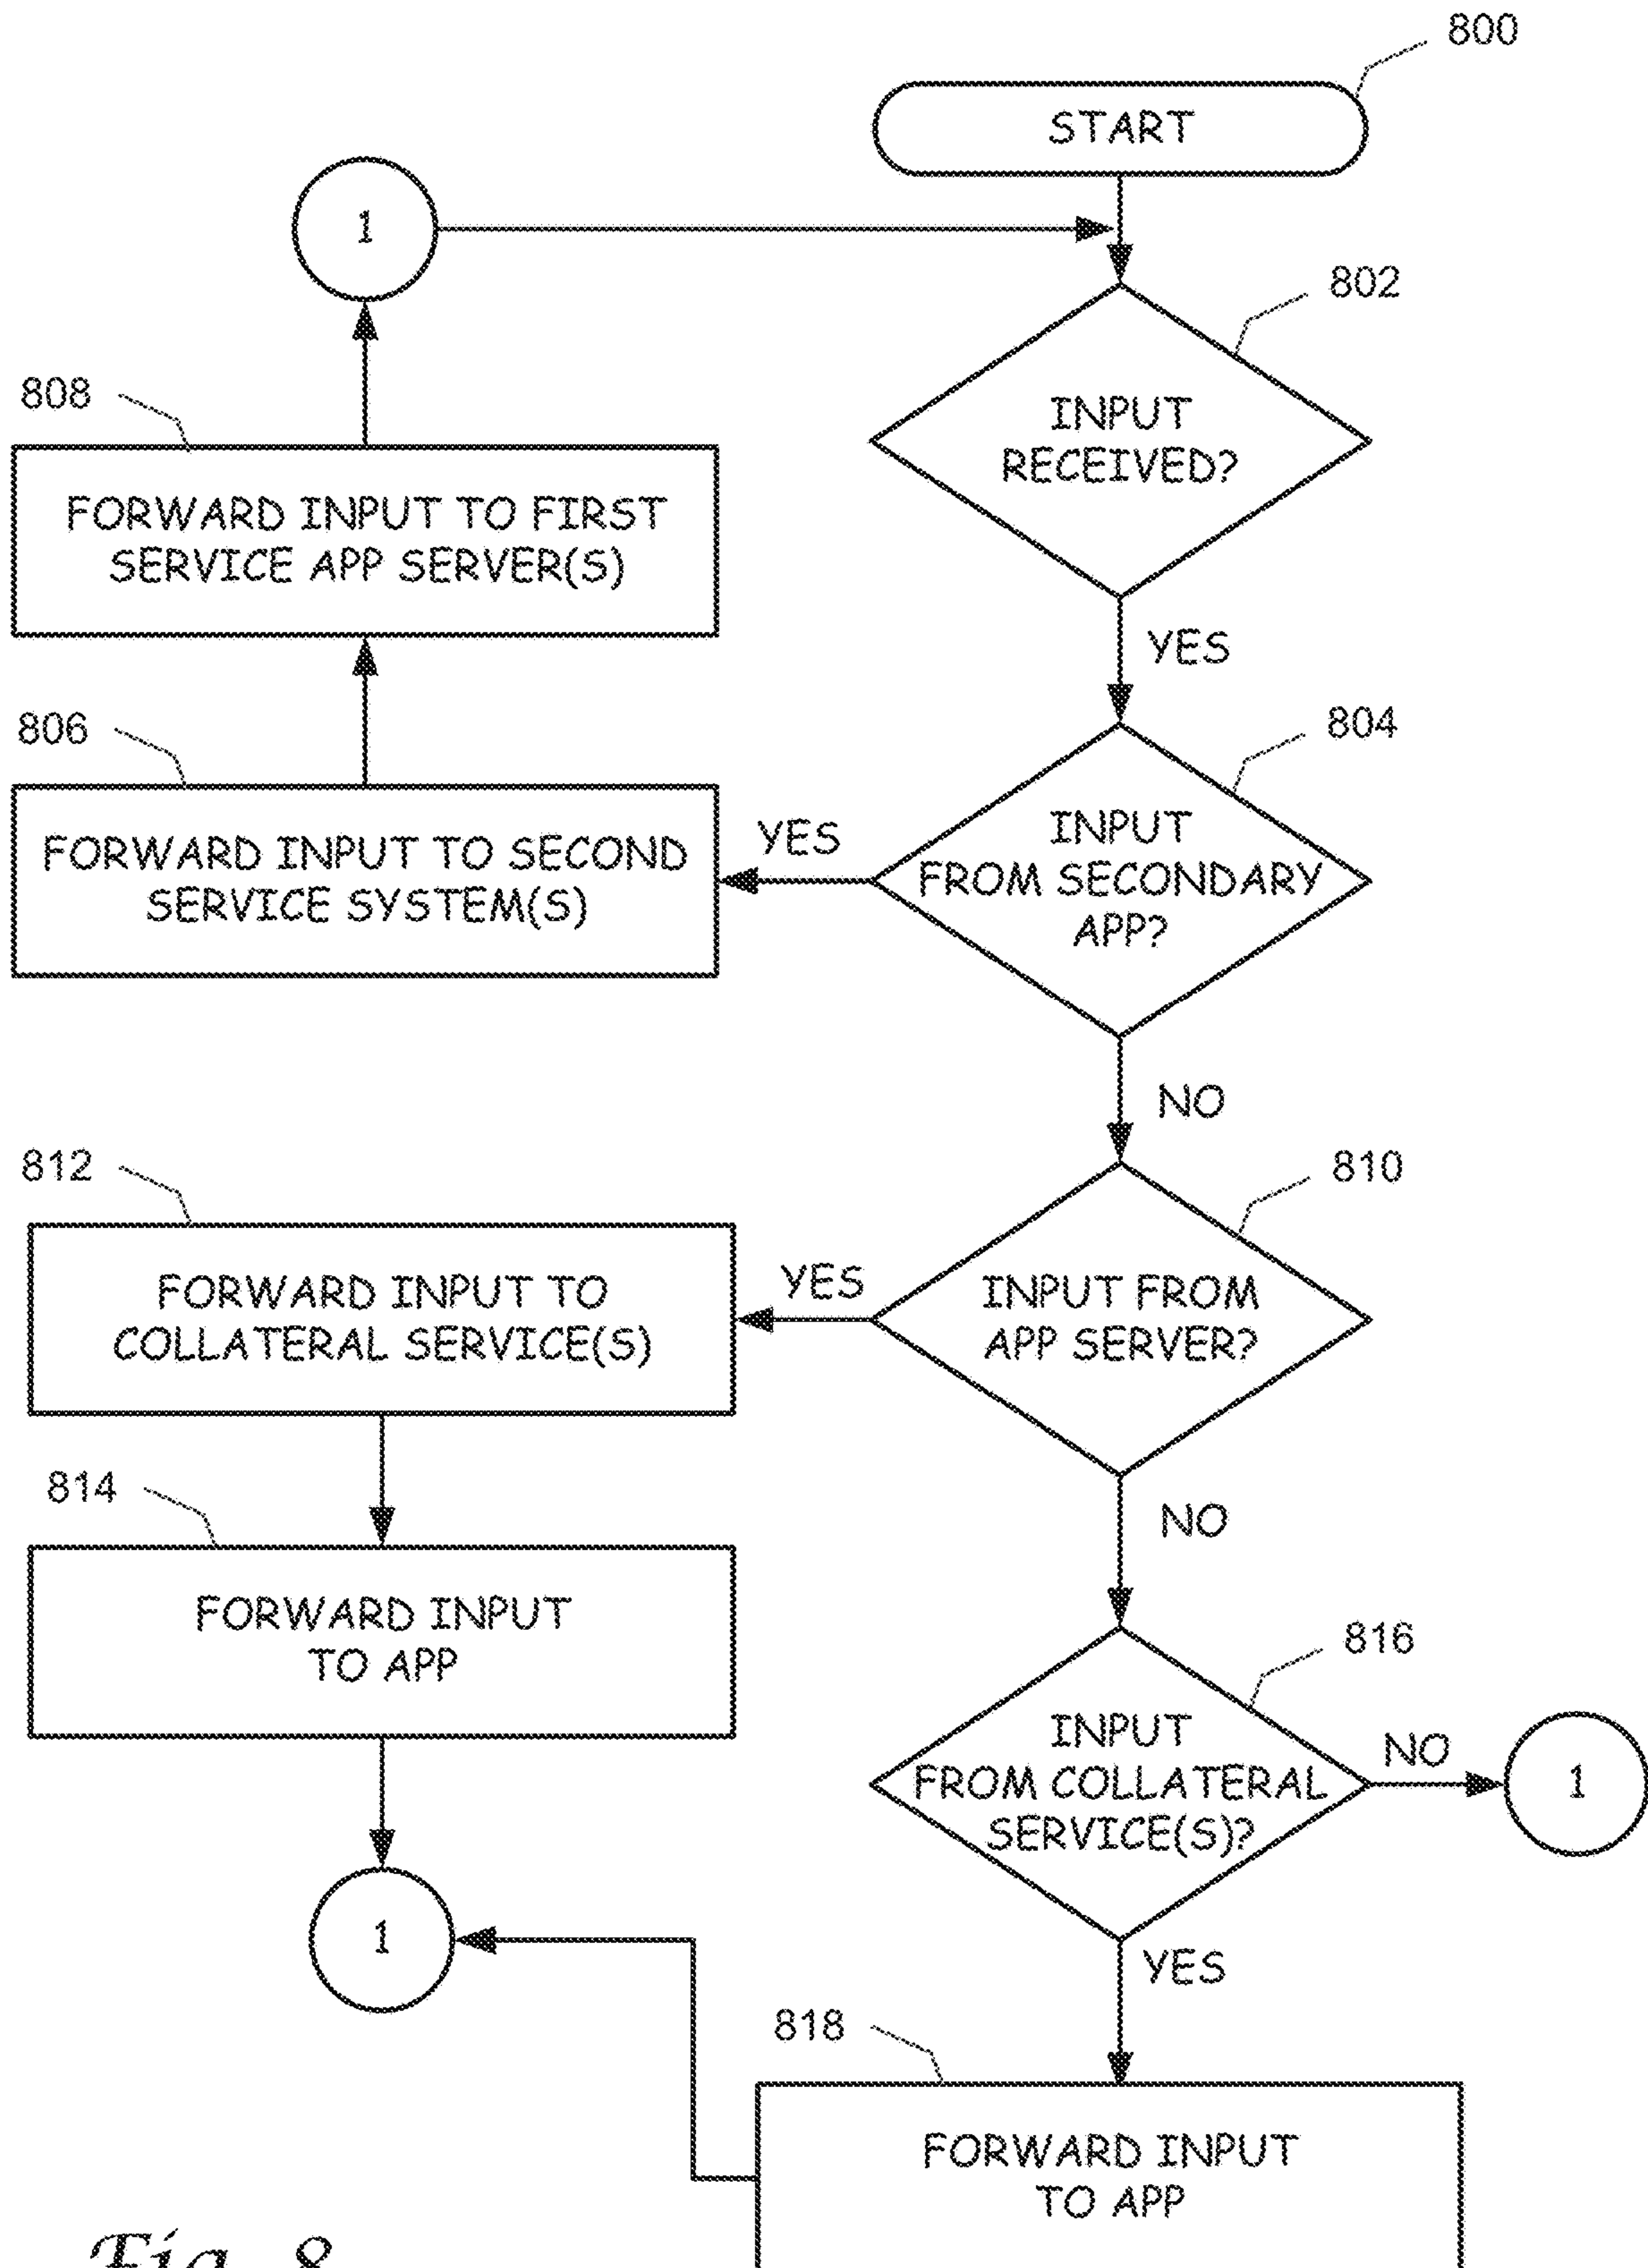 800
START
1
802
INPUT
RECEIVED?
808
FORWARD INPUT TO FIRST
SERVICE APP SERVER(S)
YES
806
804
FORWARD INPUT TO SECOND
SERVICE SYSTEM(S)
YES
INPUT
FROM SECONDARY
APP?
NO
812
810
FORWARD INPUT TO
COLLATERAL SERVICE(S)
YES
INPUT FROM
APP SERVER?
814
NO
FORWARD INPUT
TO APP
816
INPUT
FROM COLLATERAL
SERVICE(S)?
NO
1
1
YES
818
FORWARD INPUT
TO APP
Fig. 8